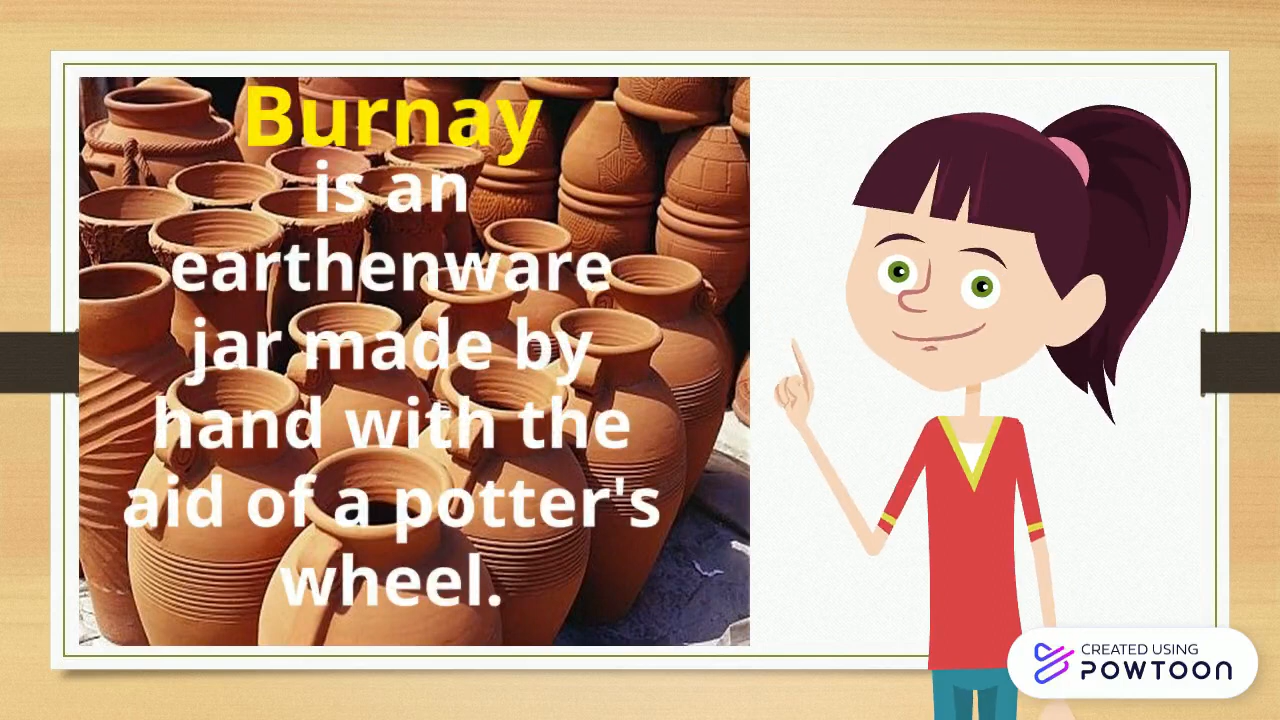 Burnay
is an
earthenware
jar made by
hand with the
aid of a potter's
wheel.
CREATED USING
POWTOON